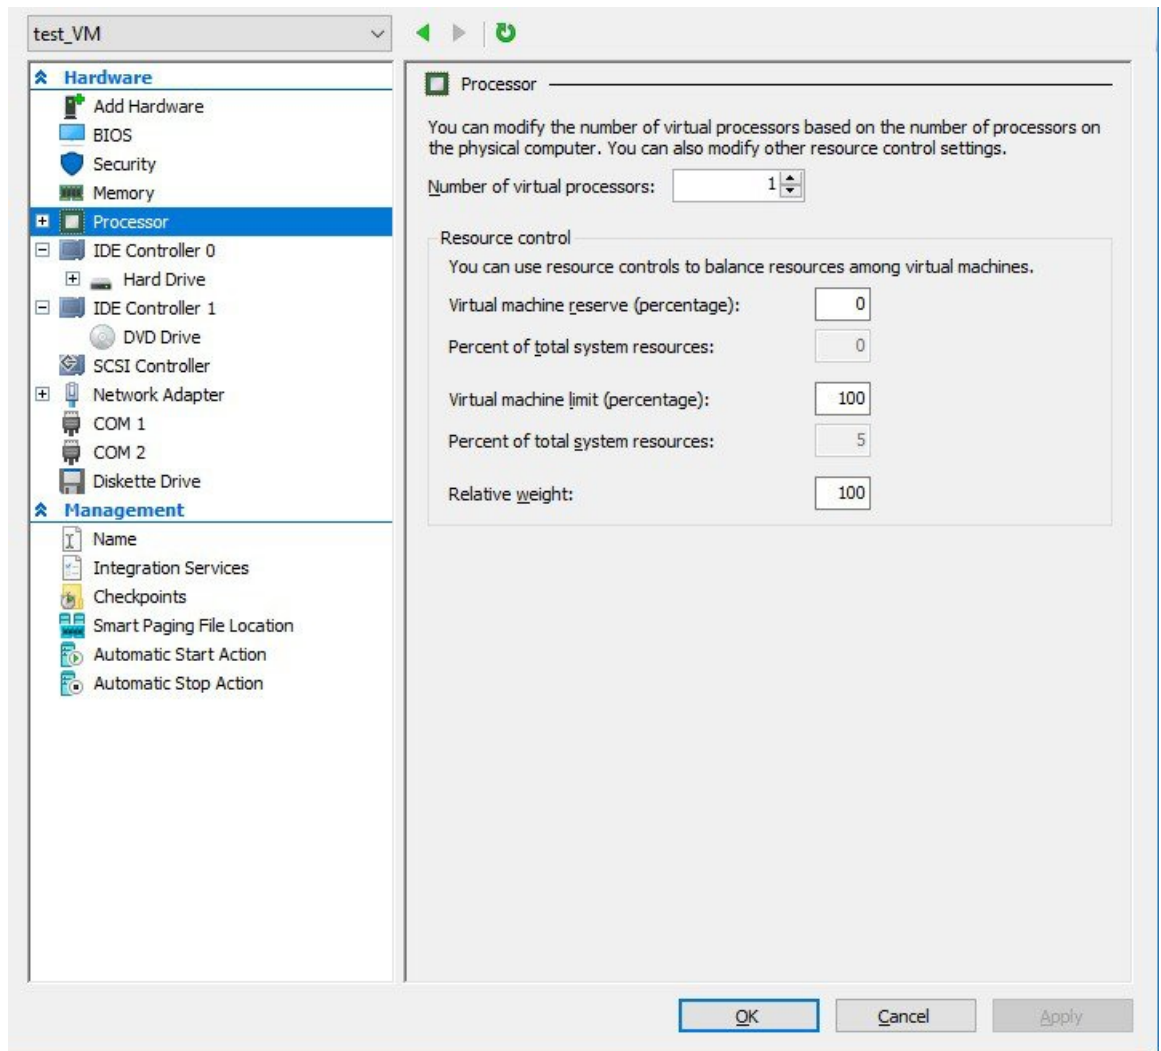 test_VM
Hardware
Add Hardware
BIOS
Security
Memory
Processor
IDE Controller 0
Hard Drive
IDE Controller 1
DVD Drive
SCSI Controller
Network Adapter
COM 1
COM 2
Diskette Drive
Management
Name
Integration Services
Checkpoints
Smart Paging File Location
Automatic Start Action
Automatic Stop Action
Processor
You can modify the number of virtual processors based on the number of processors on
the physical computer. You can also modify other resource control settings.
Number of virtual processors: 1
Resource control
You can use resource controls to balance resources among virtual machines.
Virtual machine reserve (percentage): 0
Percent of total system resources: 0
Virtual machine limit (percentage): 100
Percent of total system resources: 5
Relative weight: 100
OK Cancel Apply